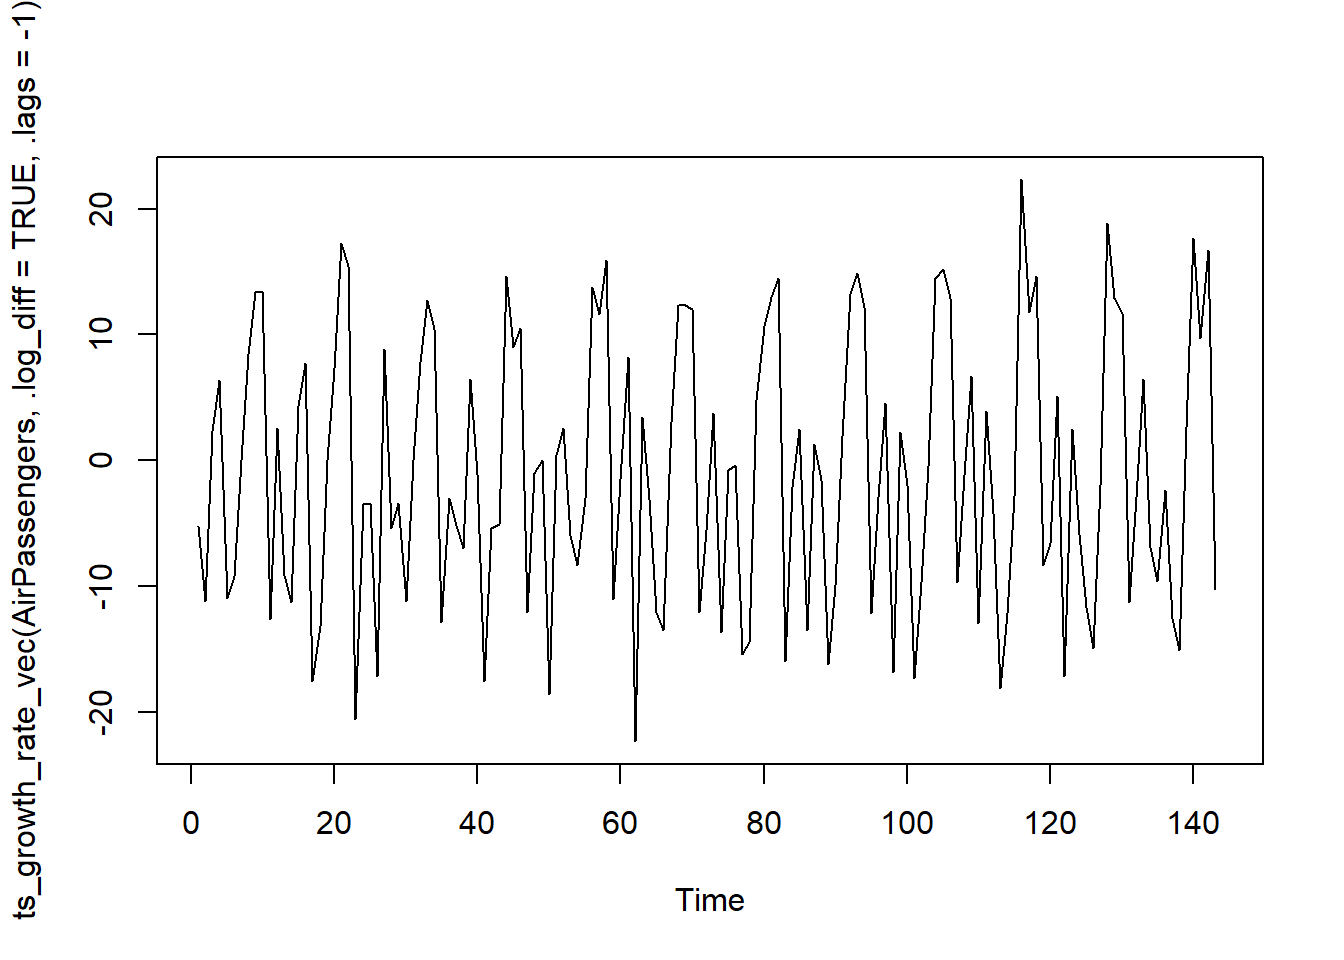 ts_growth_rate_vec(AirPassengers, .log_diff = TRUE, .lags = -1)
20
10
0
-10
-20
0 20 40 60 80 100 120 140
Time